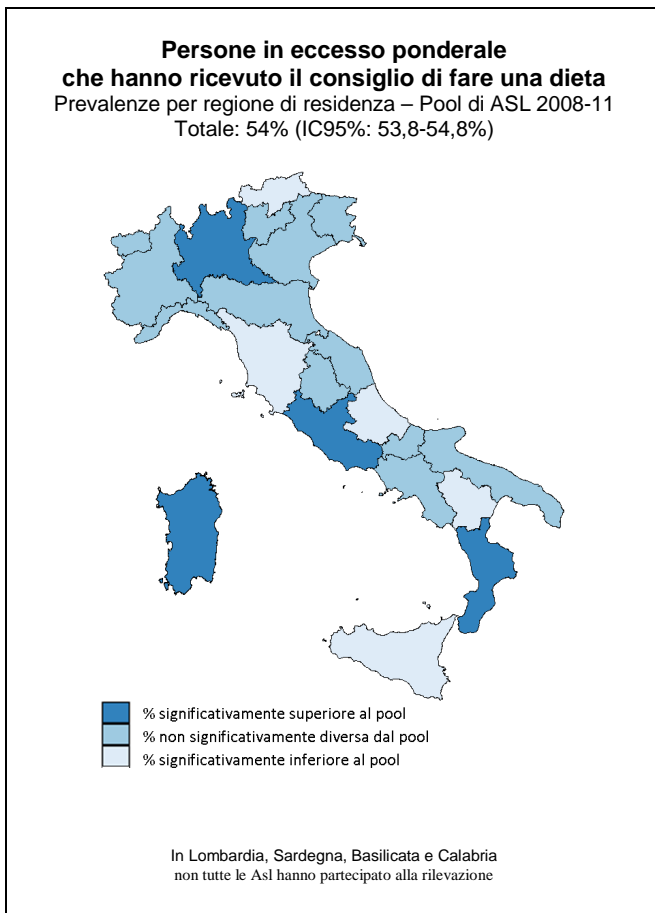 Persone in eccesso ponderale
che hanno ricevuto il consiglio di fare una dieta
Prevalenze per regione di residenza – Pool di ASL 2008-11
Totale: 54% (IC95%: 53,8-54,8%)
% significativamente superiore al pool
% non significativamente diversa dal pool
% significativamente inferiore al pool
In Lombardia, Sardegna, Basilicata e Calabria
non tutte le Asl hanno partecipato alla rilevazione